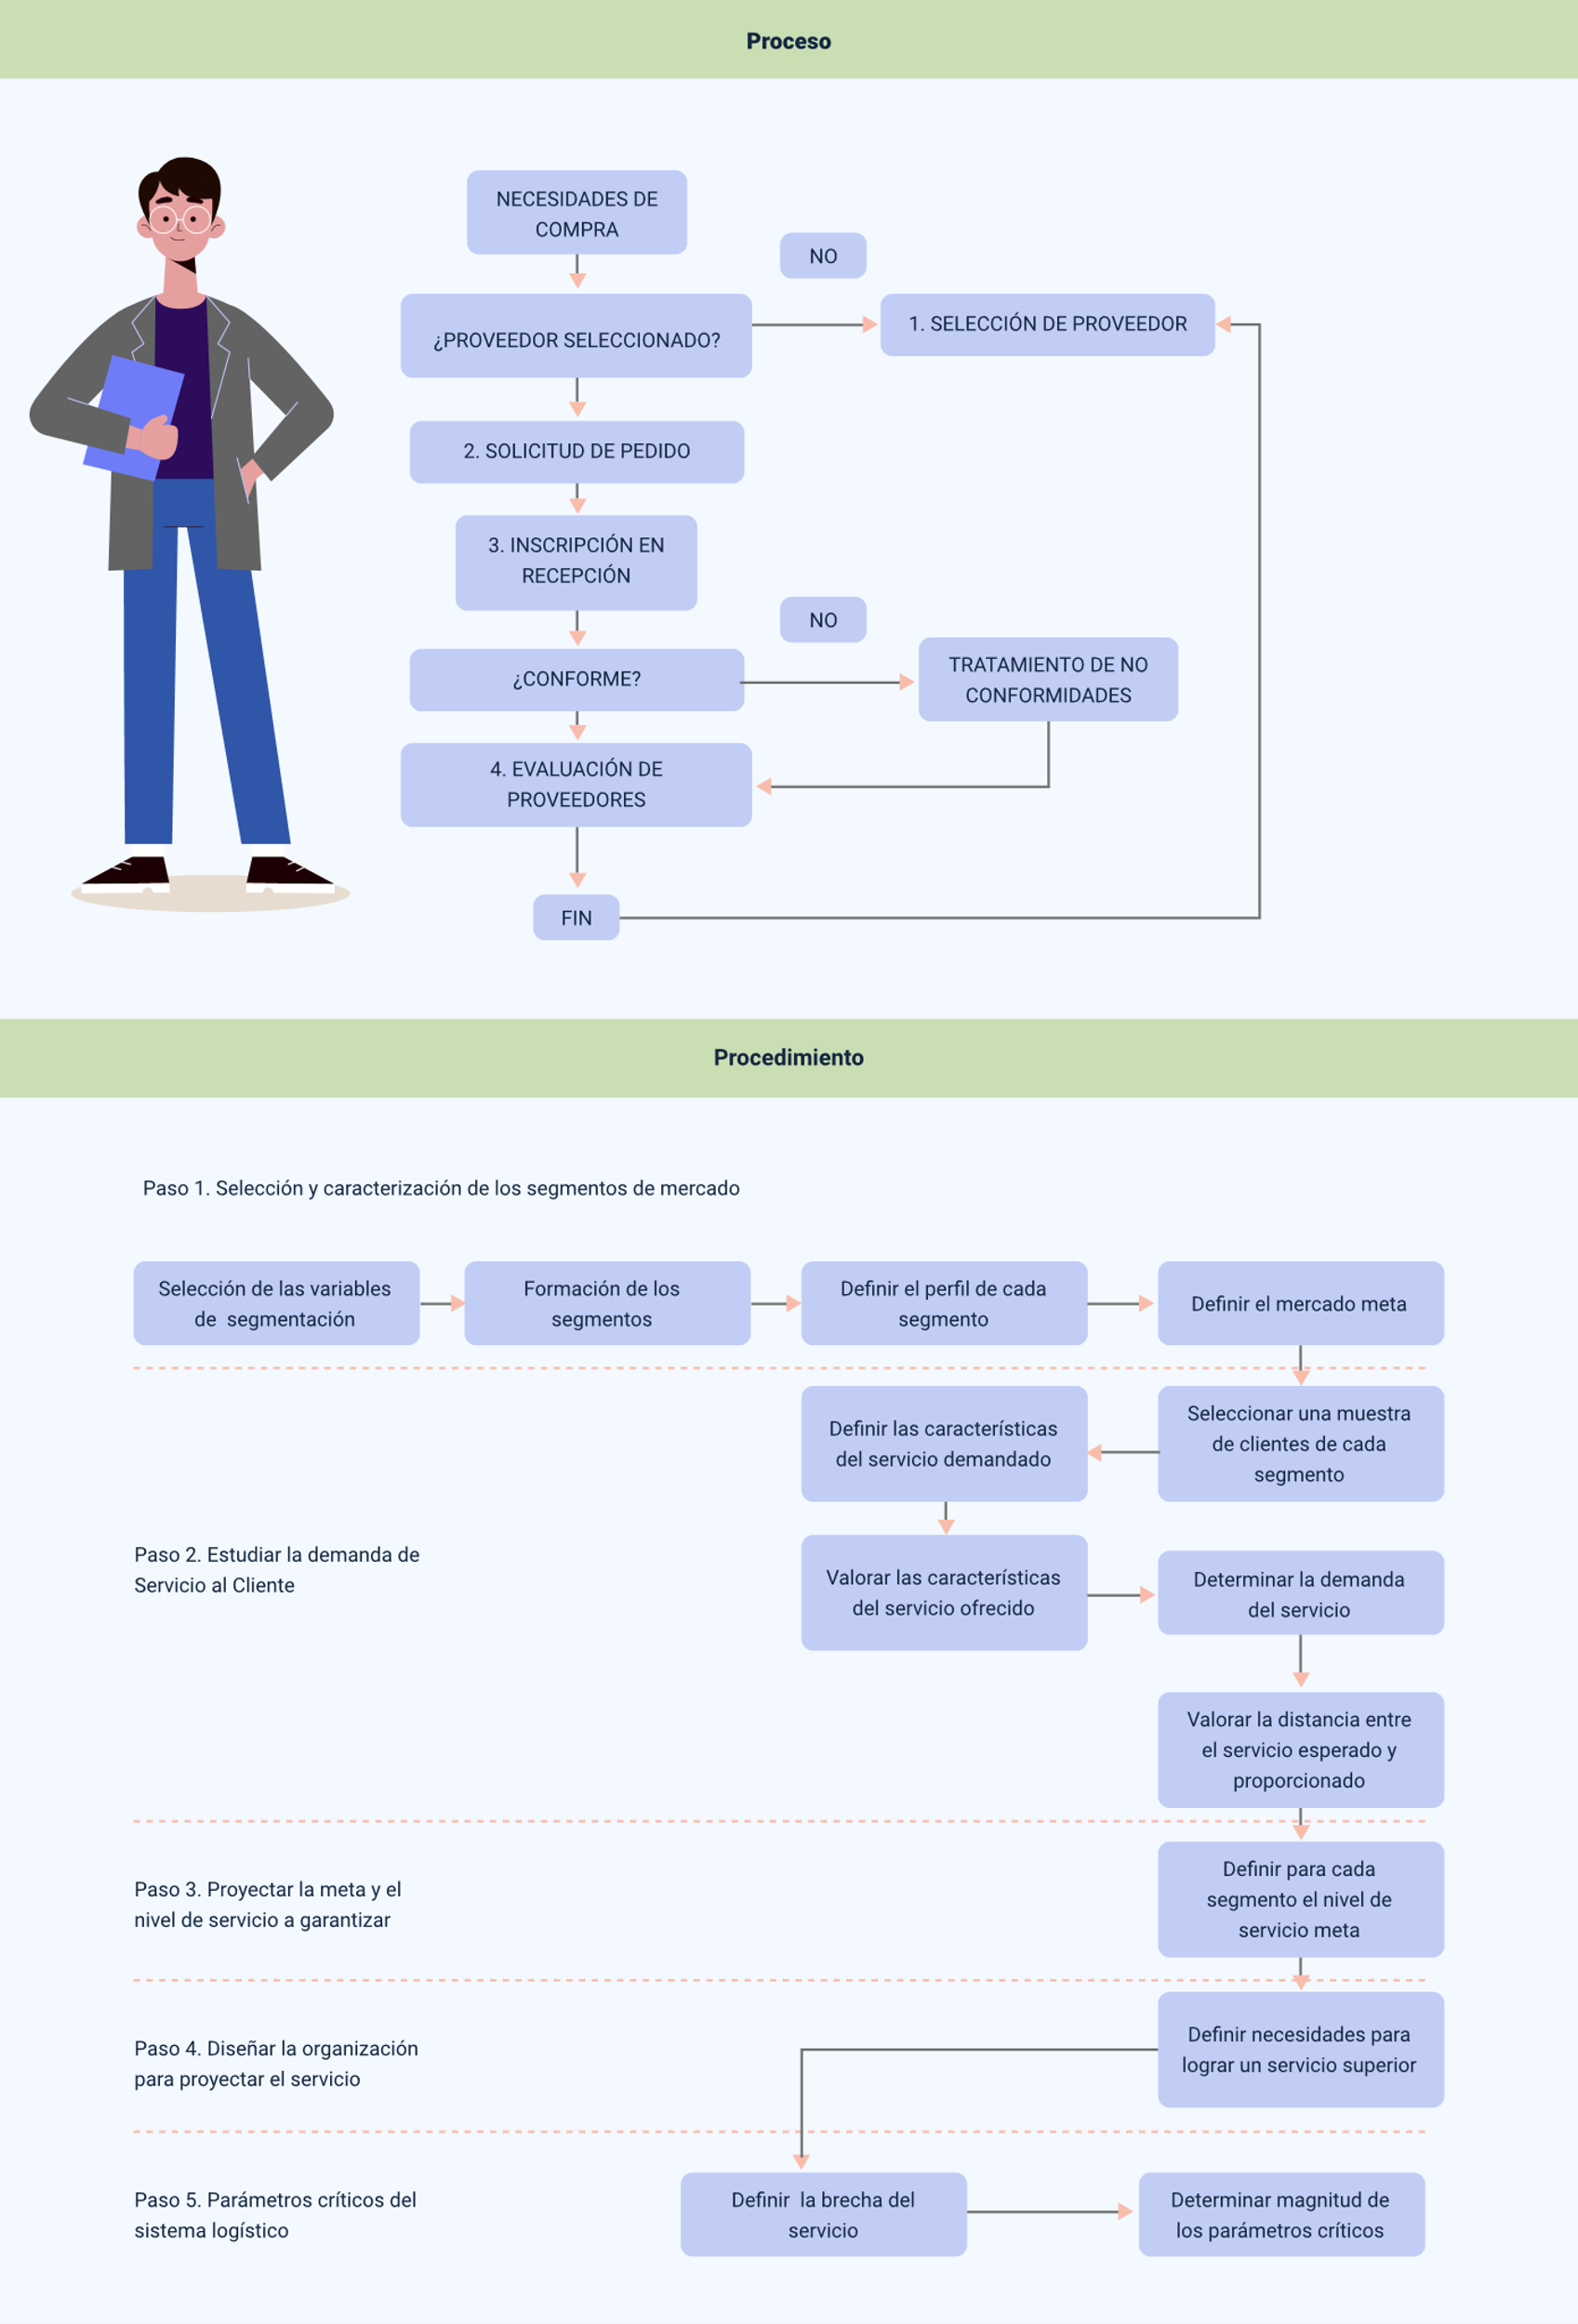 Proceso
NECESIDADES DE
COMPRA
NO
¿PROVEEDOR SELECCIONADO?
1. SELECCIÓN DE PROVEEDOR
2. SOLICITUD DE PEDIDO
3. INSCRIPCIÓN EN
RECEPCIÓN
NO
¿CONFORME?
TRATAMIENTO DE NO
CONFORMIDADES
4. EVALUACIÓN DE
PROVEEDORES
FIN
Procedimiento
Paso 1. Selección y caracterización de los segmentos de mercado
Selección de las variables
de segmentación
Formación de los
segmentos
Definir el perfil de cada
segmento
Definir el mercado meta
Seleccionar una muestra
de clientes de cada
segmento
Definir las características
del servicio demandado
Paso 2. Estudiar la demanda de
Servicio al Cliente
Valorar las características
del servicio ofrecido
Determinar la demanda
del servicio
Valorar la distancia entre
el servicio esperado y
proporcionado
Paso 3. Proyectar la meta y el
nivel de servicio a garantizar
Definir para cada
segmento el nivel de
servicio meta
Paso 4. Diseñar la organización
para proyectar el servicio
Definir necesidades para
lograr un servicio superior
Paso 5. Parámetros críticos del
sistema logístico
Definir la brecha del
servicio
Determinar magnitud de
los parámetros críticos